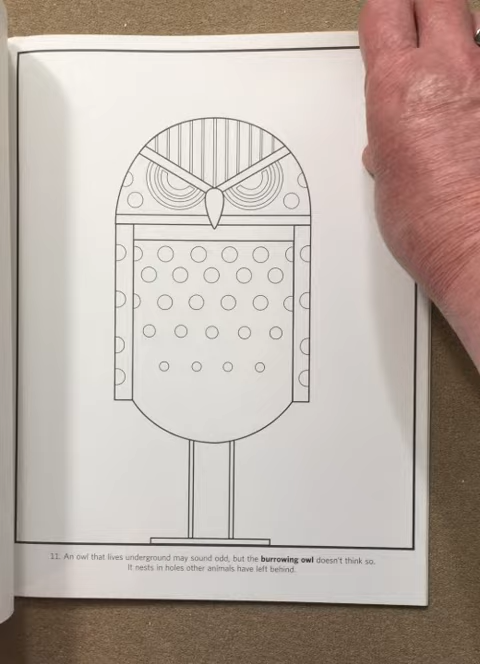 11. An owl that lives underground may sound odd, but the burrowing owl doesn't think so.
It nests in holes other animals have left behind.